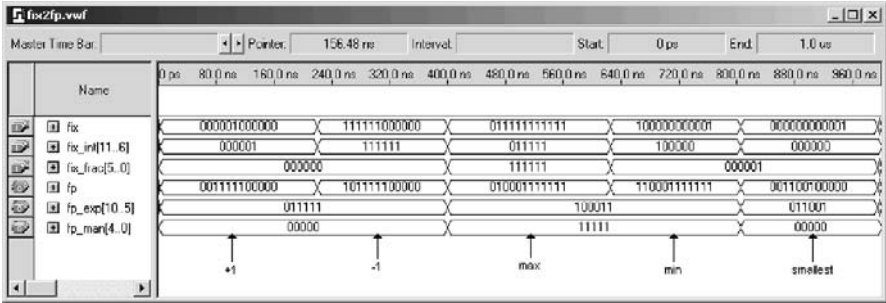 fix2fp.vwf
Master Time Bar: Pointer: 156.48 ns Interval: Start: 0 ps End: 1.0 us
Name 0 ps 80.0 ns 160.0 ns 240.0 ns 320.0 ns 400.0 ns 480.0 ns 560.0 ns 640.0 ns 720.0 ns 800.0 ns 880.0 ns 960.0 ns
fix 000001000000 111111000000 011111111111 100000000001 000000000001
fix_int[11..6] 000001 111111 011111 100000 000000
fix_frac[5..0] 000000 111111 000001
fp 001111100000 101111100000 010001111111 110001111111 001100100000
fp_exp[10..5] 011111 100011 011001
fp_man[4..0] 00000 11111 00000
+1 -1 max min smallest